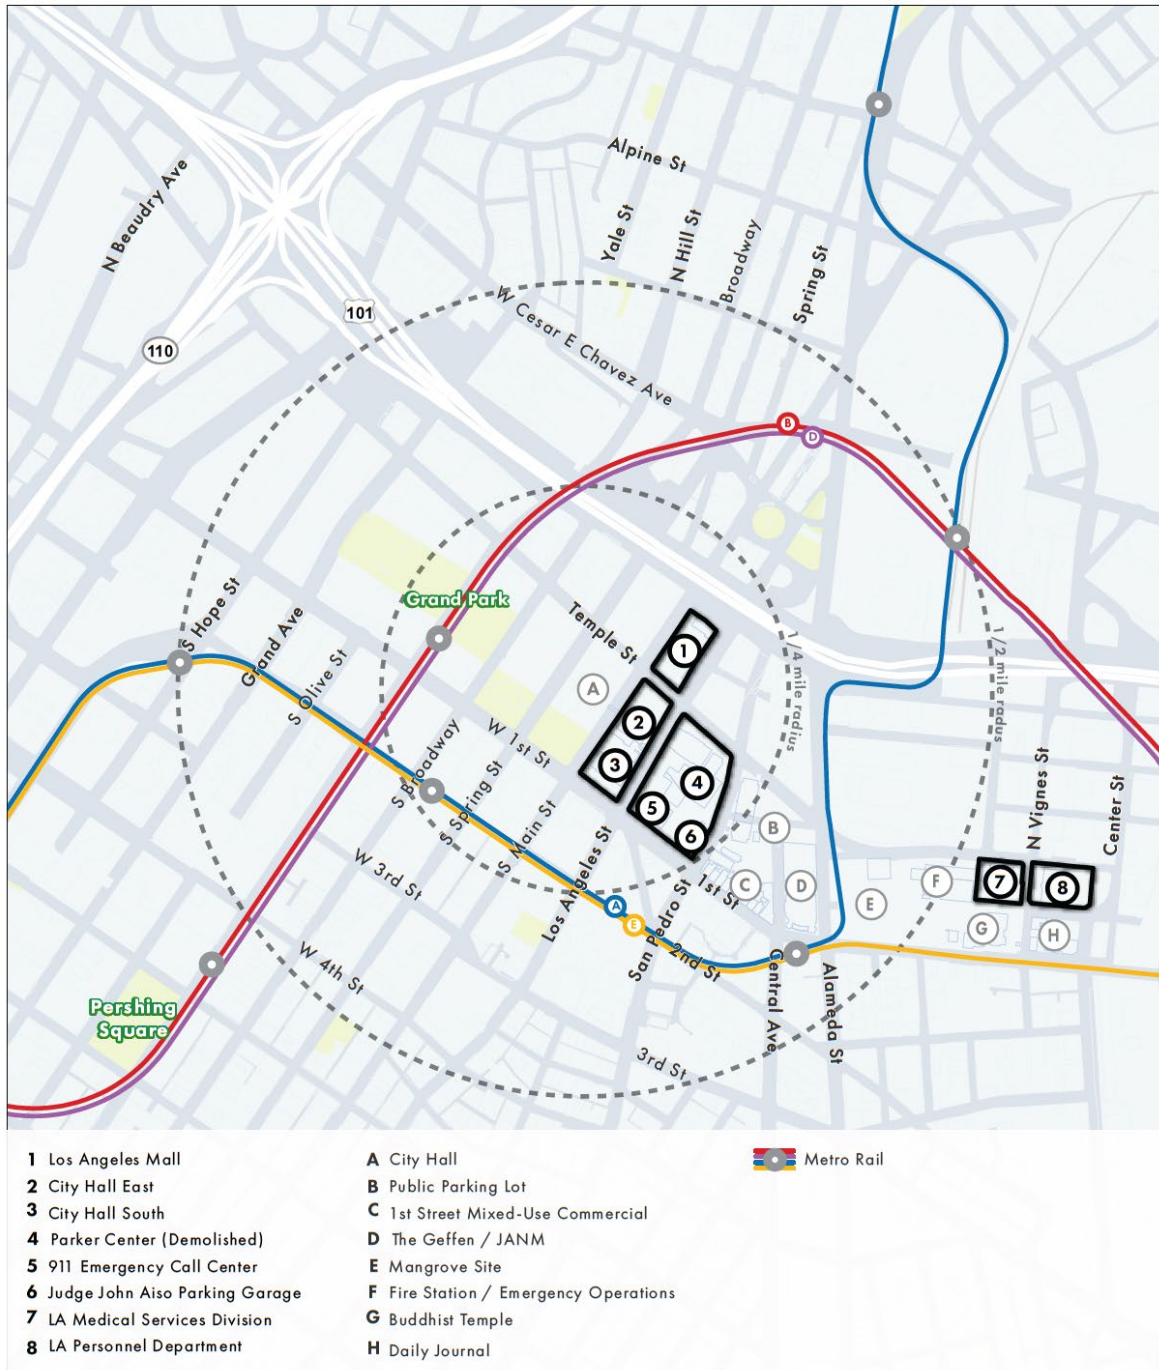 Alpine St
N Beaudry Ave
Yale St
N Hill St
Broadway
Spring St
W Cesar E Chavez Ave
101
110
B
D
S Hope St
Grand Ave
S Olive St
Grand Park
Temple St
1
A
2
3
4
5
6
1/4 mile radius
1/2 mile radus
W 1st St
S Broadway
S Spring St
S Main St
Los Angeles St
W 3rd St
W 4th St
B
C
D
E
F
7
8
G
H
N Vignes St
Center St
1st St
A
E
San Pedro St
2nd St
Central Ave
Alameda St
3rd St
Pershing
Square
1 Los Angeles Mall
2 City Hall East
3 City Hall South
4 Parker Center (Demolished)
5 911 Emergency Call Center
6 Judge John Aiso Parking Garage
7 LA Medical Services Division
8 LA Personnel Department
A City Hall
B Public Parking Lot
C 1st Street Mixed-Use Commercial
D The Geffen / JANM
E Mangrove Site
F Fire Station / Emergency Operations
G Buddhist Temple
H Daily Journal
Metro Rail